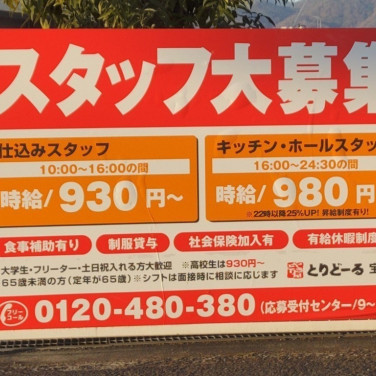 スタッフ大募集
仕込みスタッフ
10:00〜16:00の間
時給/930円〜
キッチン・ホールスタッ
16:00〜24:30の間
時給/980円
※22時以降25%UP! 昇給制度有り!
食事補助有り 制服貸与 社会保険加入有 有給休暇制度
大学生・フリーター・土日祝入れる方大歓迎 ※高校生は930円〜
65歳未満の方(定年が65歳)※シフトは面接時に相談に応じます
とりどーる 宝
フリーコール 0120-480-380(応募受付センター/9〜